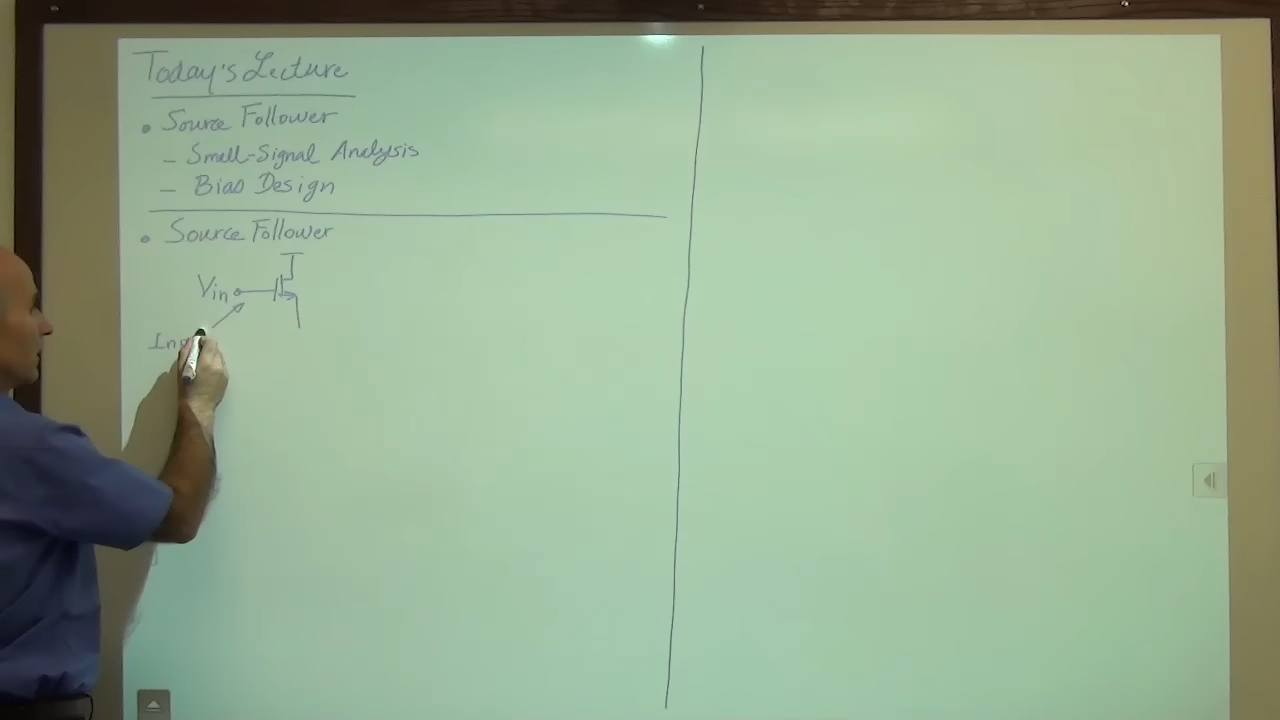 Today's Lecture
• Source Follower
- Small-Signal Analysis
- Bias Design
• Source Follower
Vin